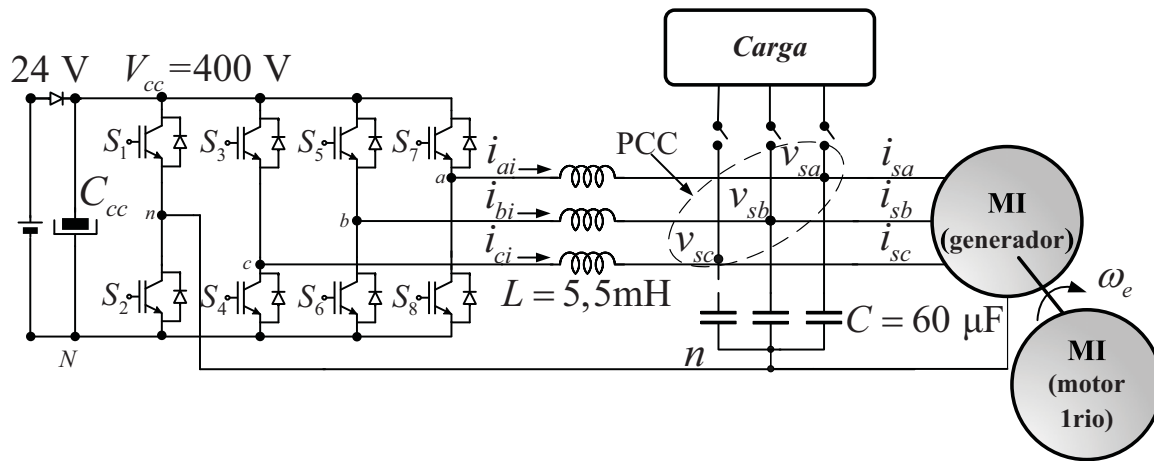 Carga
24 V
V_cc=400 V
S_1
S_3
S_5
S_7
PCC
i_ai
v_sa
i_sa
a
C_cc
n
b
i_bi
v_sb
i_sb
MI
(generador)
c
i_ci
v_sc
i_sc
S_2
S_4
S_6
S_8
L = 5,5mH
C = 60 μF
ω_e
N
n
MI
(motor
1rio)